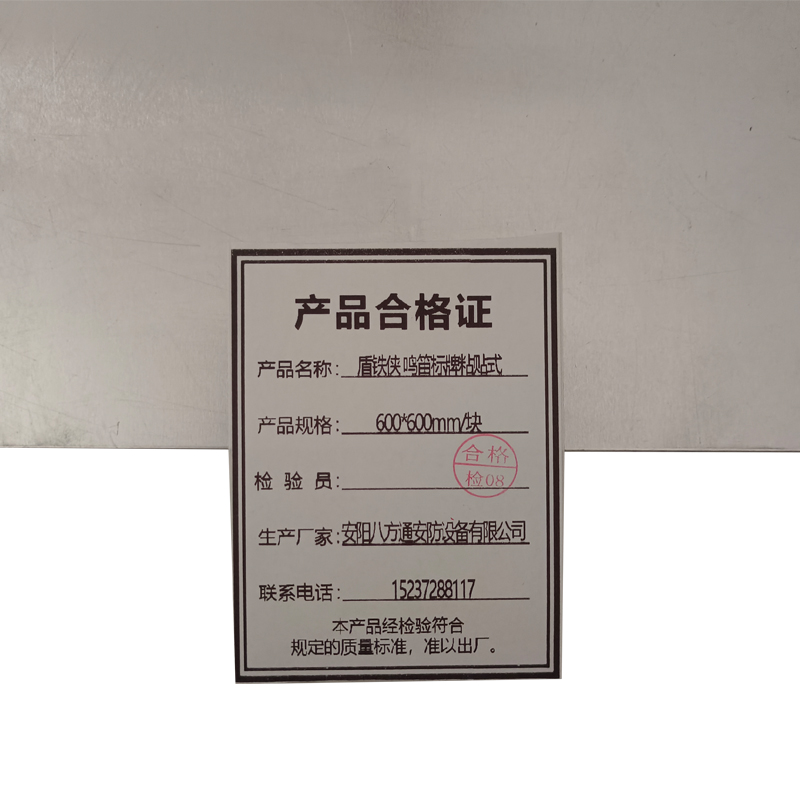 产品合格证
产品名称：盾铁侠 鸣笛标牌粘贴式
产品规格：600*600mm/块
合格
检验员：
检08
生产厂家：安阳八方通安防设备有限公司
联系电话：15237288117
本产品经检验符合
规定的质量标准，准以出厂。